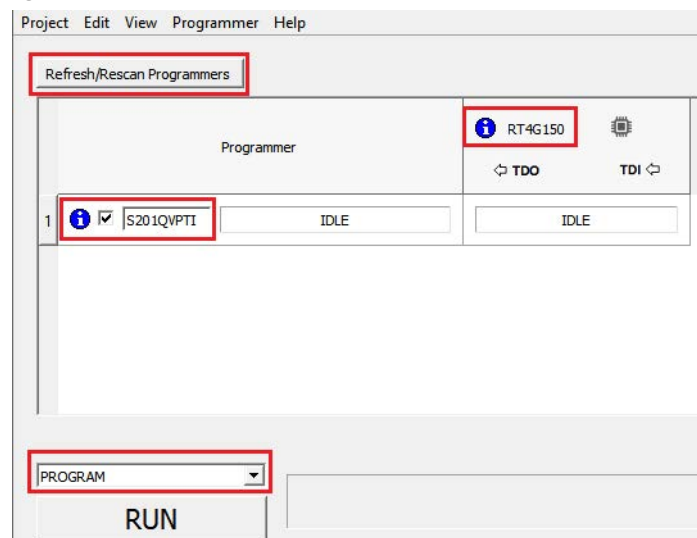 Project Edit View Programmer Help
Refresh/Rescan Programmers
Programmer
RT4G150
TDO TDI
1 S201QVPTI IDLE IDLE
PROGRAM
RUN